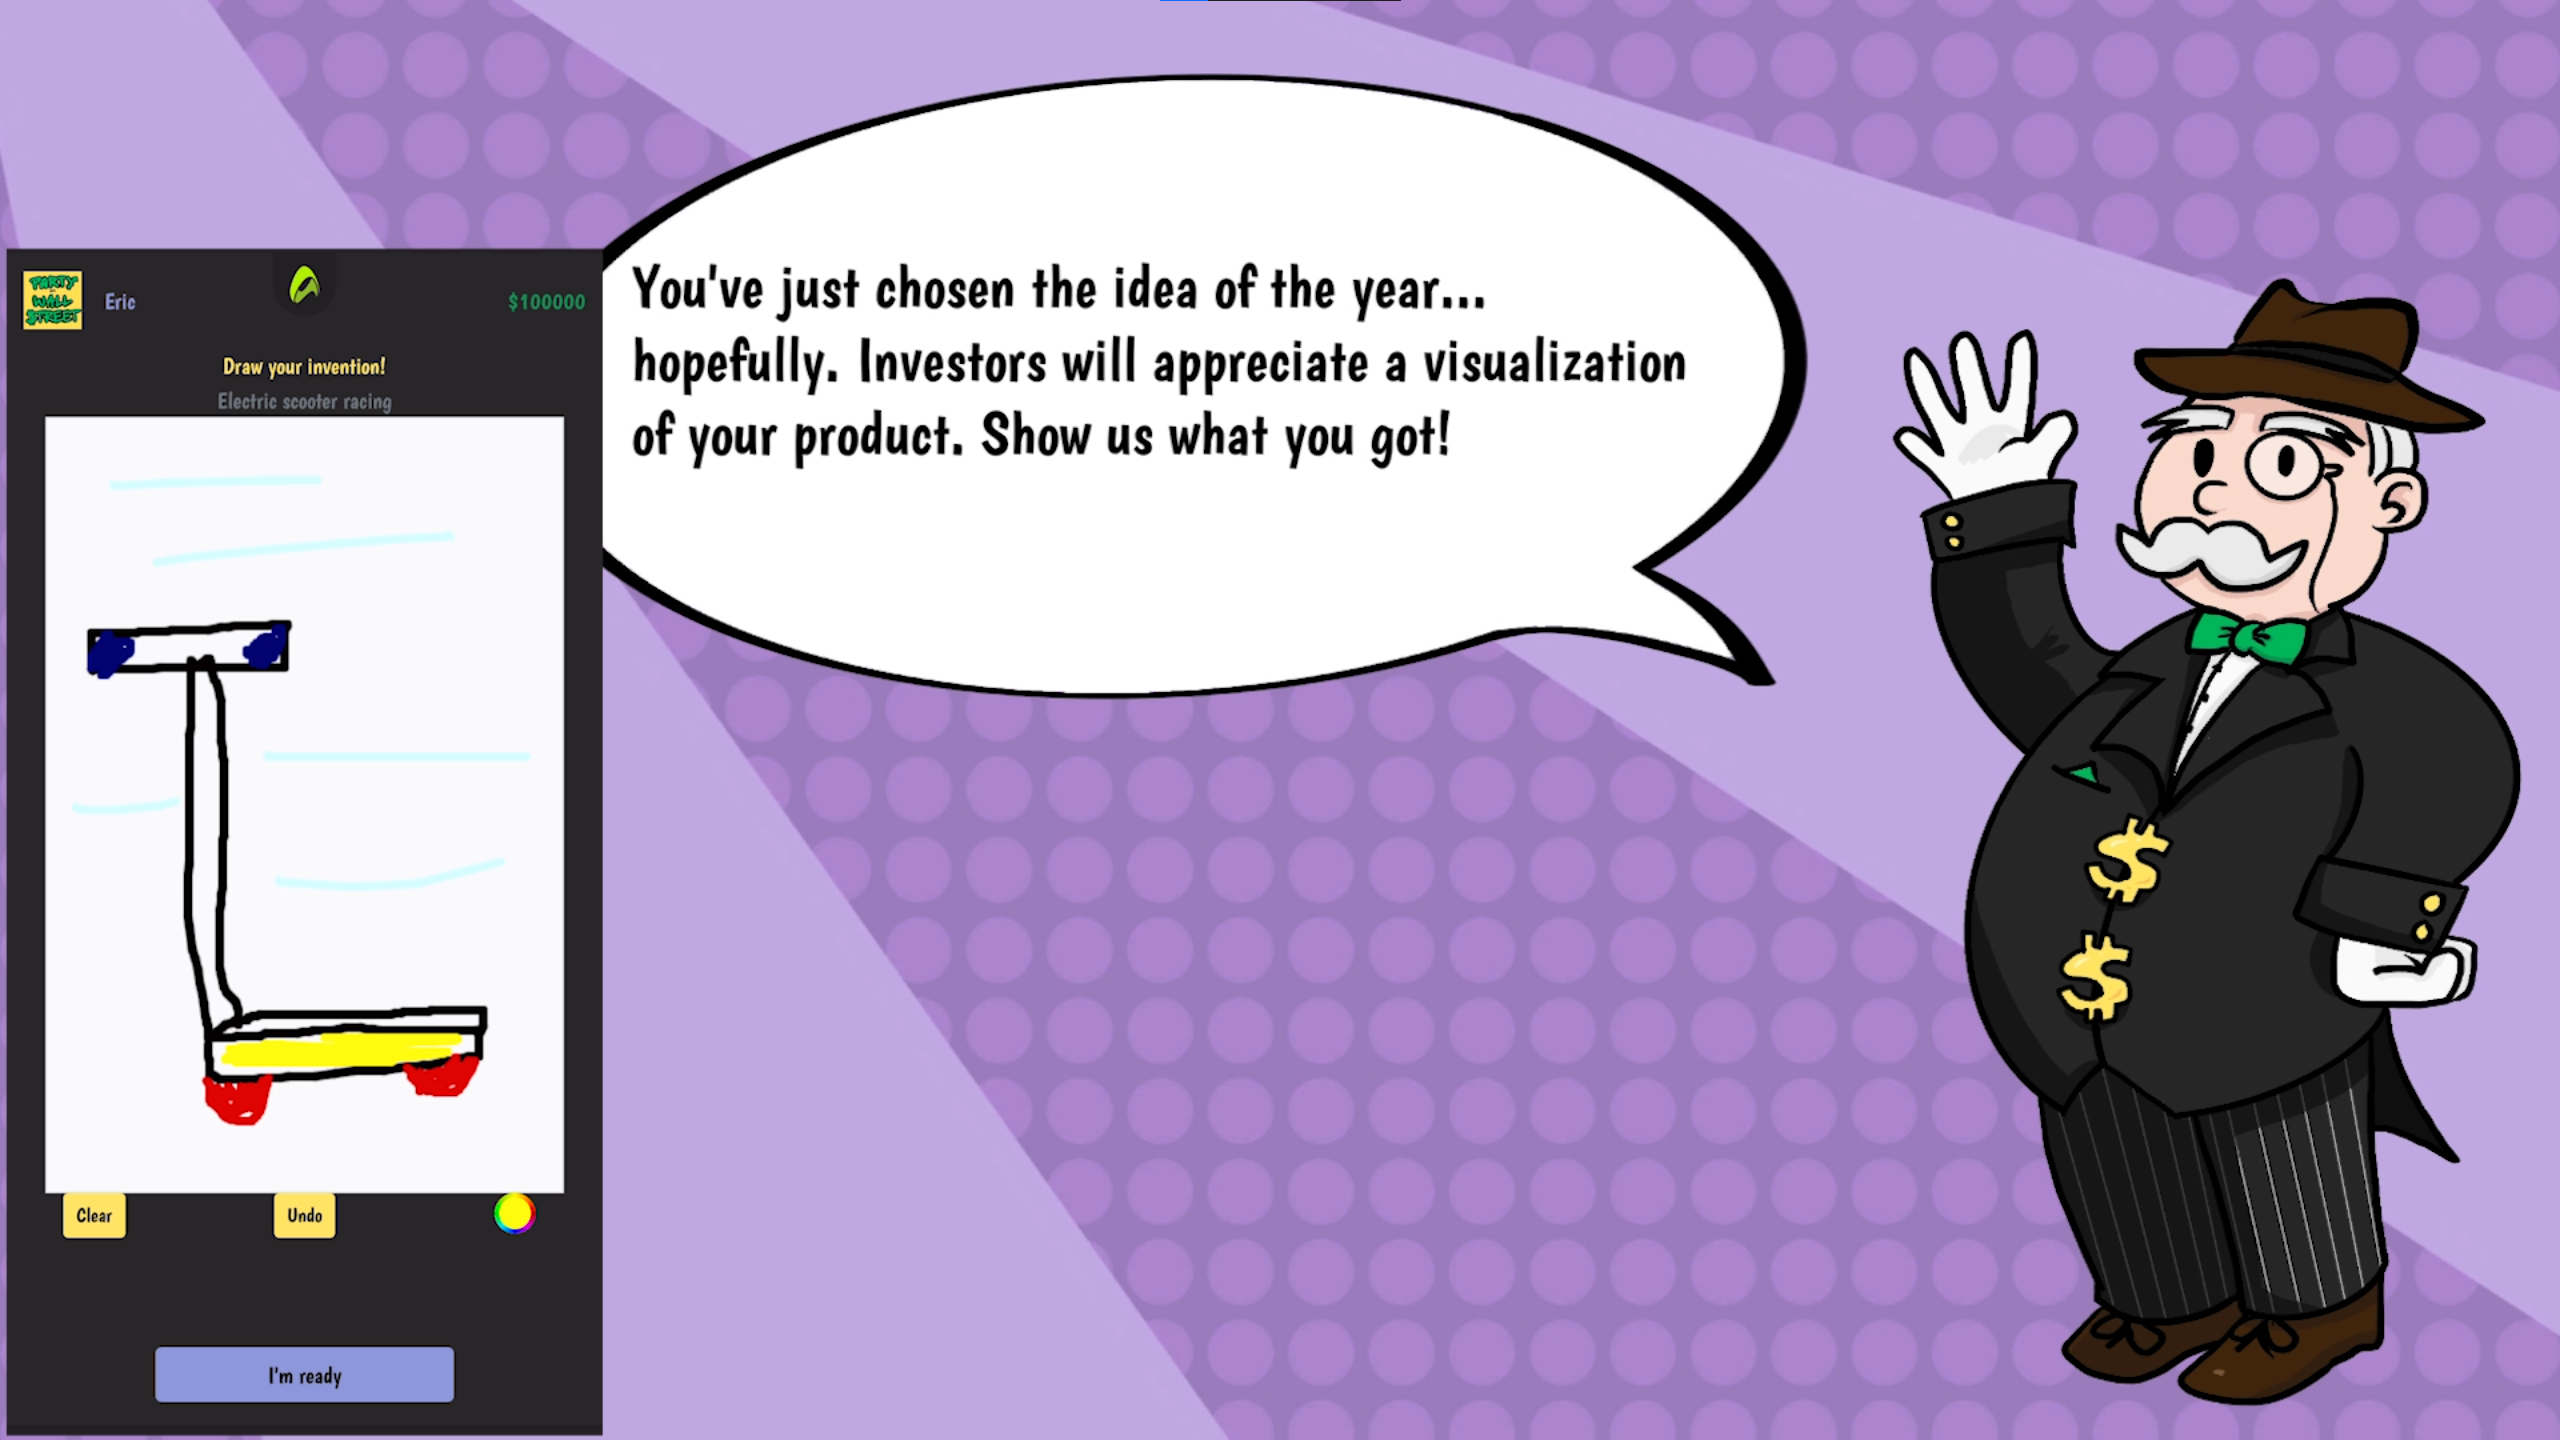 PARTY
WALL
STREET
Eric
$100000
Draw your invention!
Electric scooter racing
Clear
Undo
I'm ready
You've just chosen the idea of the year...
hopefully. Investors will appreciate a visualization
of your product. Show us what you got!
$
$